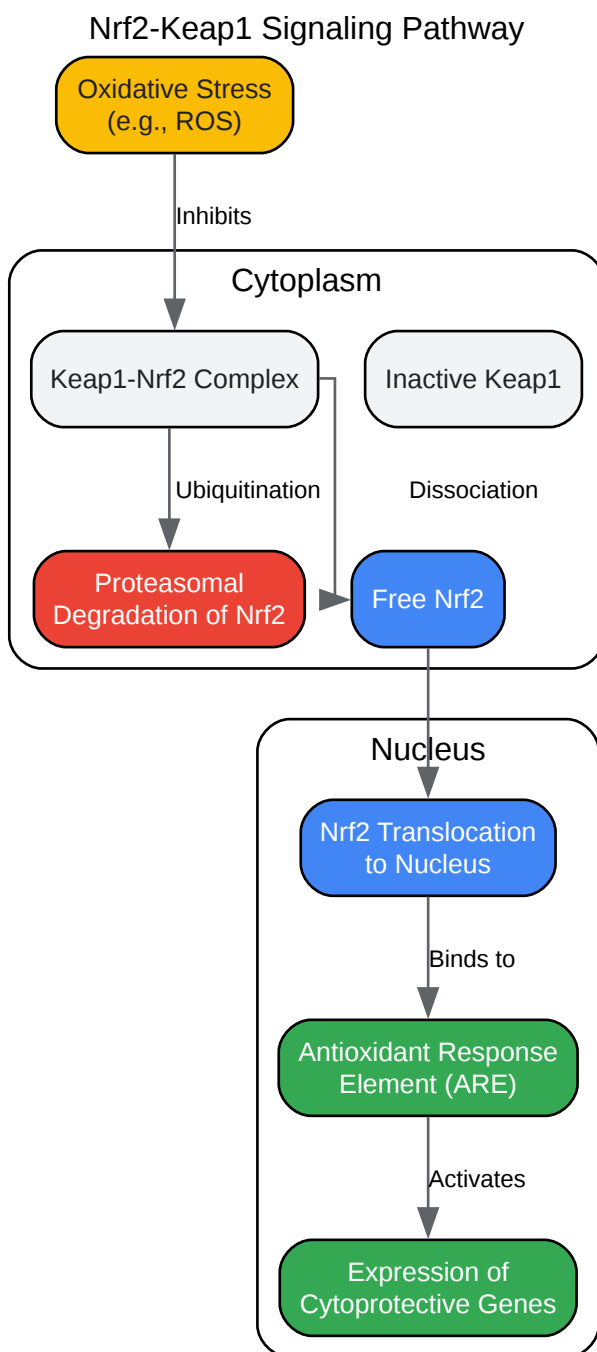 Nrf2-Keap1 Signaling Pathway
Oxidative Stress
(e.g., ROS)
Inhibits
Cytoplasm
Keap1-Nrf2 Complex
Inactive Keap1
Ubiquitination
Dissociation
Proteasomal
Degradation of Nrf2
Free Nrf2
Nucleus
Nrf2 Translocation
to Nucleus
Binds to
Antioxidant Response
Element (ARE)
Activates
Expression of
Cytoprotective Genes